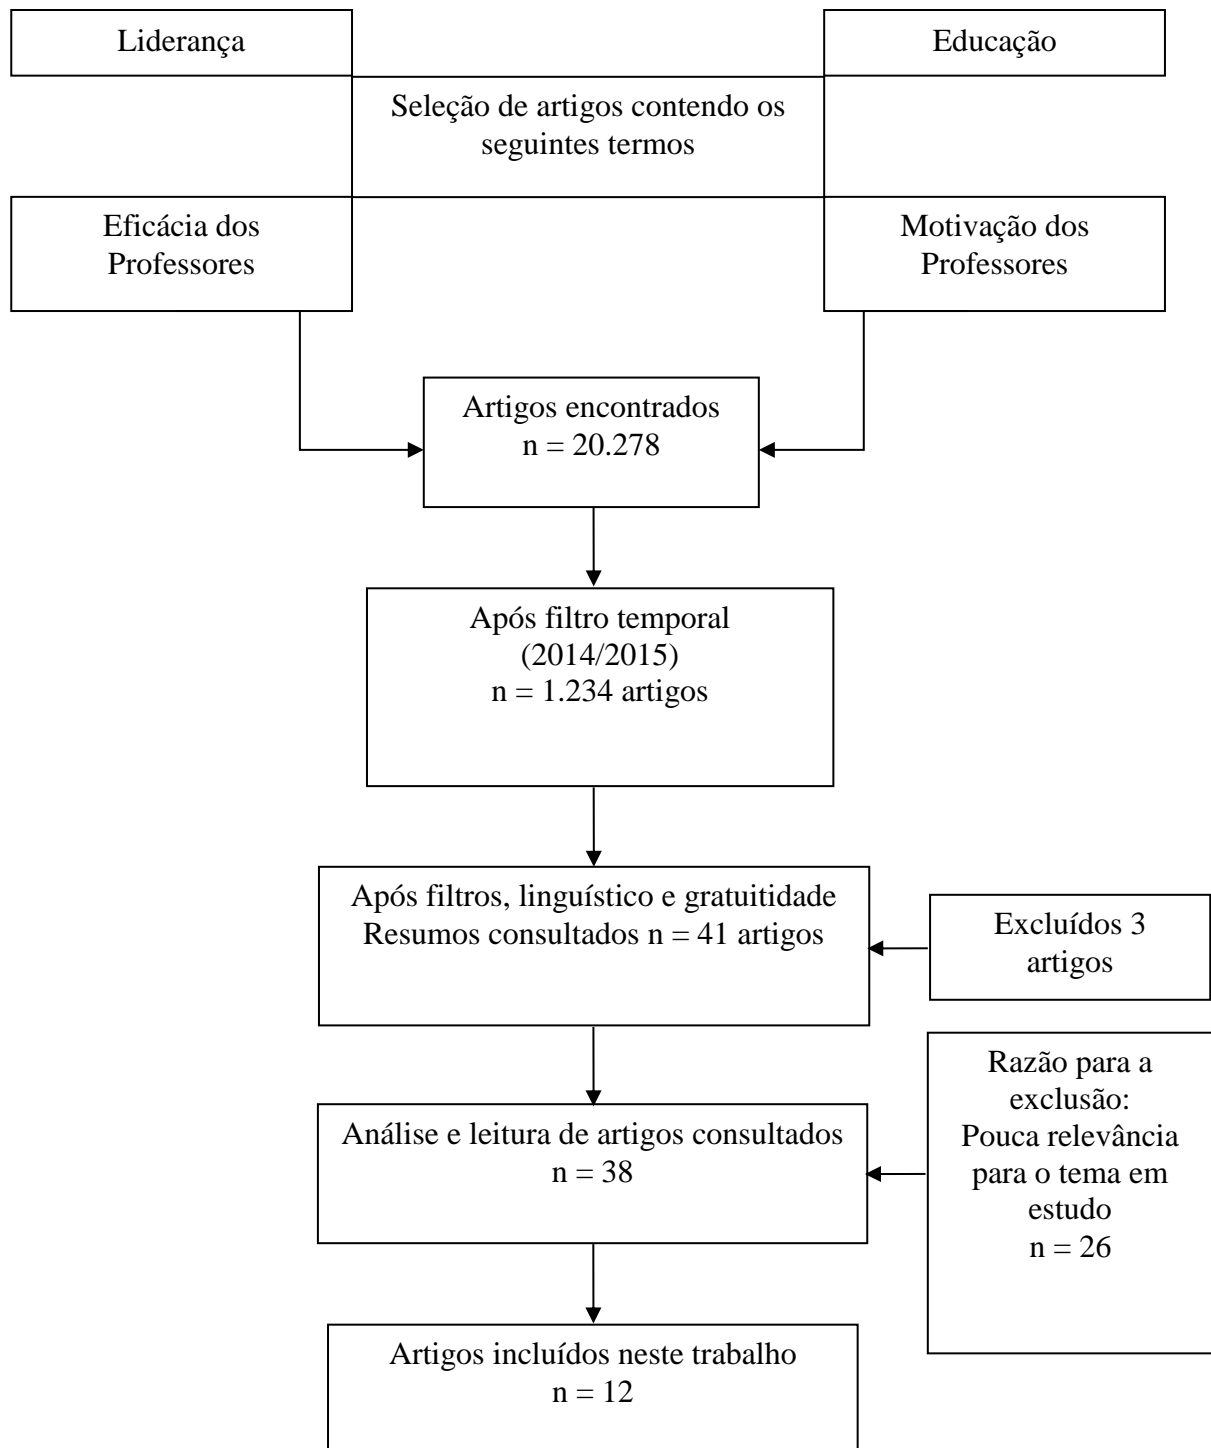 Liderança
Educação
Seleção de artigos contendo os
seguintes termos
Eficácia dos
Professores
Motivação dos
Professores
Artigos encontrados
n = 20.278
Após filtro temporal
(2014/2015)
n = 1.234 artigos
Após filtros, linguístico e gratuitidade
Resumos consultados n = 41 artigos
Excluídos 3
artigos
Análise e leitura de artigos consultados
n = 38
Razão para a
exclusão:
Pouca relevância
para o tema em
estudo
n = 26
Artigos incluídos neste trabalho
n = 12